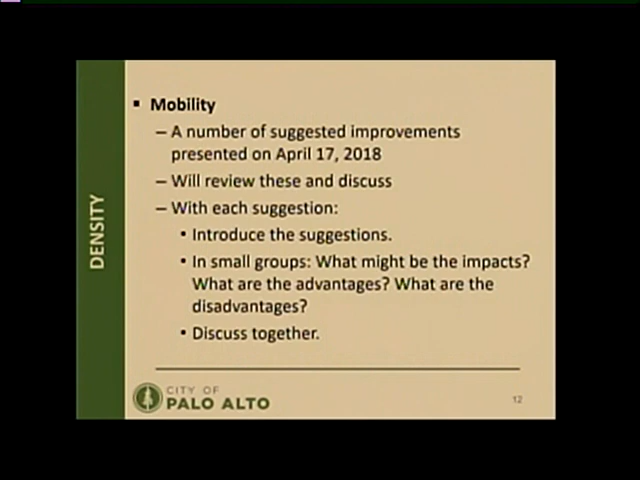 DENSITY
▪ Mobility
– A number of suggested improvements
presented on April 17, 2018
– Will review these and discuss
– With each suggestion:
• Introduce the suggestions.
• In small groups: What might be the impacts?
What are the advantages? What are the
disadvantages?
• Discuss together.
CITY OF
PALO ALTO
12